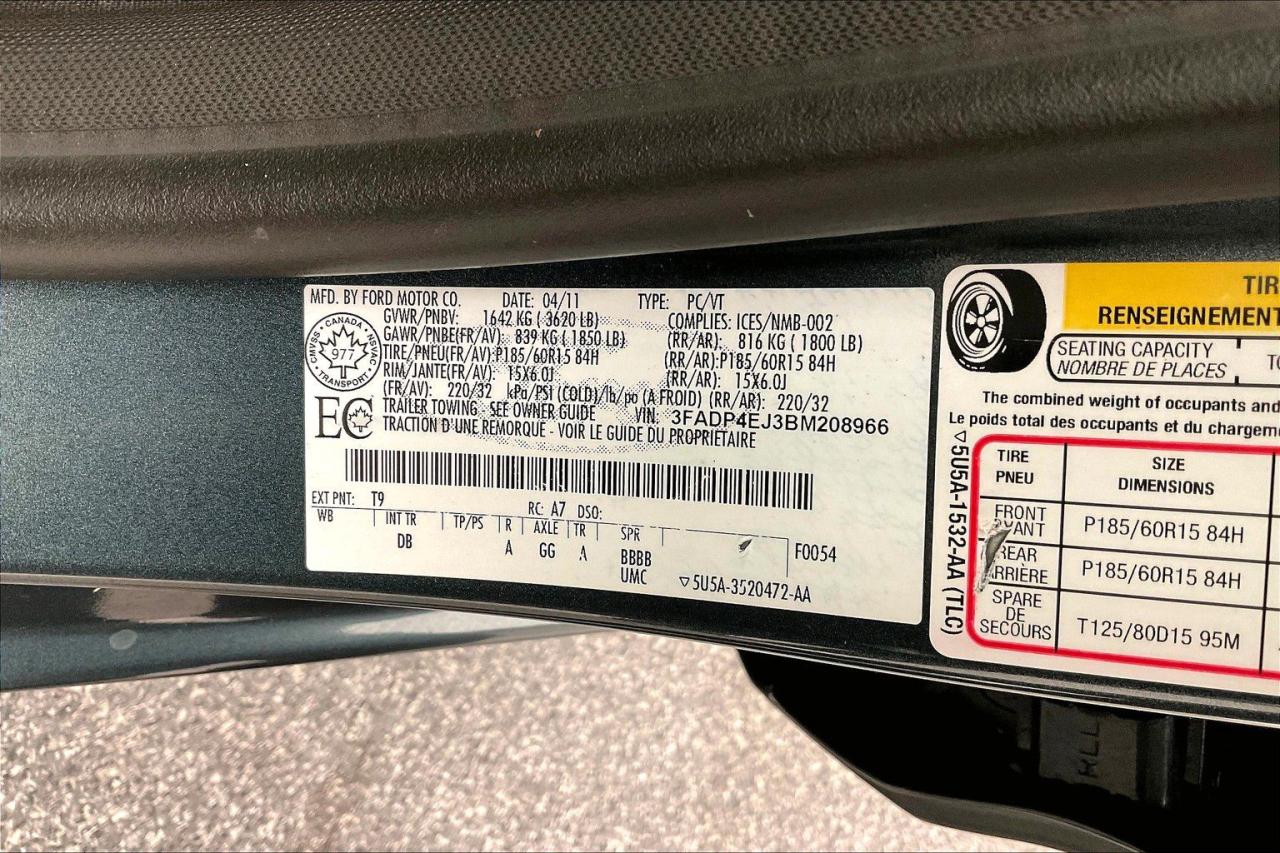 MFD. BY FORD MOTOR CO. DATE: 04/11 TYPE: PC/VT
GVWR/PNBV: 1642 KG ( 3620 LB) COMPLIES: ICES/NMB-002
GAWR/PNBE(FR/AV): 839 KG ( 1850 LB) (RR/AR): 816 KG ( 1800 LB)
TIRE/PNEU(FR/AV):P185/60R15 84H (RR/AR):P185/60R15 84H
RIM/JANTE(FR/AV): 15X6.0J (RR/AR): 15X6.0J
(FR/AV): 220/32 kPa/PSI (COLD)/lb/po (A FROID) (RR/AR): 220/32
TRAILER TOWING - SEE OWNER GUIDE VIN: 3FADP4EJ3BM208966
TRACTION D'UNE REMORQUE - VOIR LE GUIDE DU PROPRIÉTAIRE
CANADA
CMVSS NSVAC
977
TRANSPORT
EC
EXT PNT: T9 RC: A7 DSO:
WB INT TR TP/PS R AXLE TR SPR
DB A GG A BBBB F0054
UMC 5U5A-3520472-AA
TIR
RENSEIGNEMENT
SEATING CAPACITY
NOMBRE DE PLACES
The combined weight of occupants and
Le poids total des occupants et du chargem
5U5A-1532-AA (TLC)
TIRE SIZE
PNEU DIMENSIONS
FRONT P185/60R15 84H
REAR P185/60R15 84H
SPARE T125/80D15 95M
DE
SECOURS